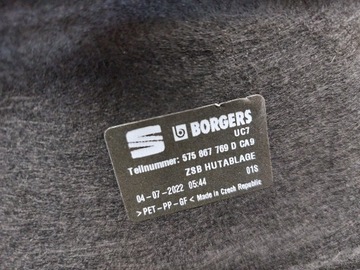 BORGERS
UC7
Teilnummer: 575 867 769 D CA9
ZSB HUTABLAGE
04-07-2022 05:44 01S
>PET-PP-GF< Made in Czech Republic